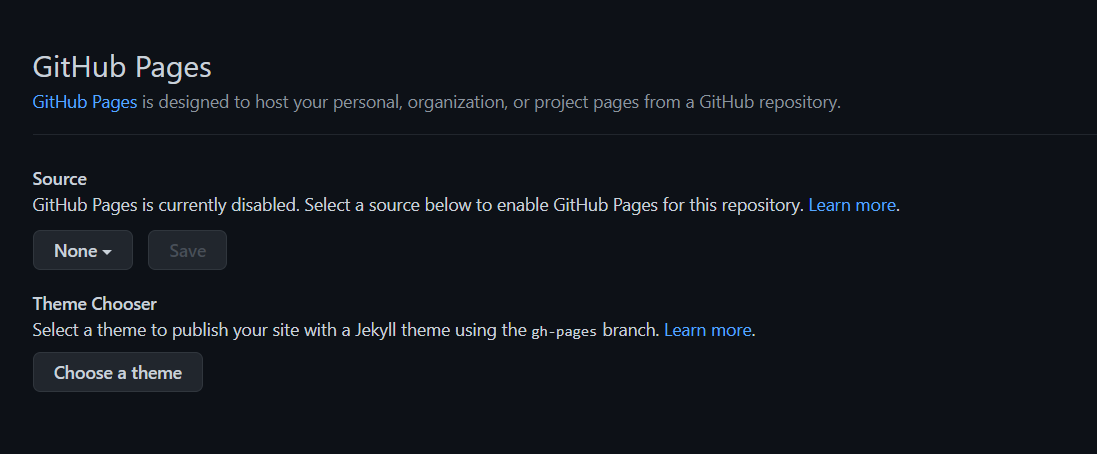 GitHub Pages
GitHub Pages is designed to host your personal, organization, or project pages from a GitHub repository.
Source
GitHub Pages is currently disabled. Select a source below to enable GitHub Pages for this repository. Learn more.
None Save
Theme Chooser
Select a theme to publish your site with a Jekyll theme using the gh-pages branch. Learn more.
Choose a theme